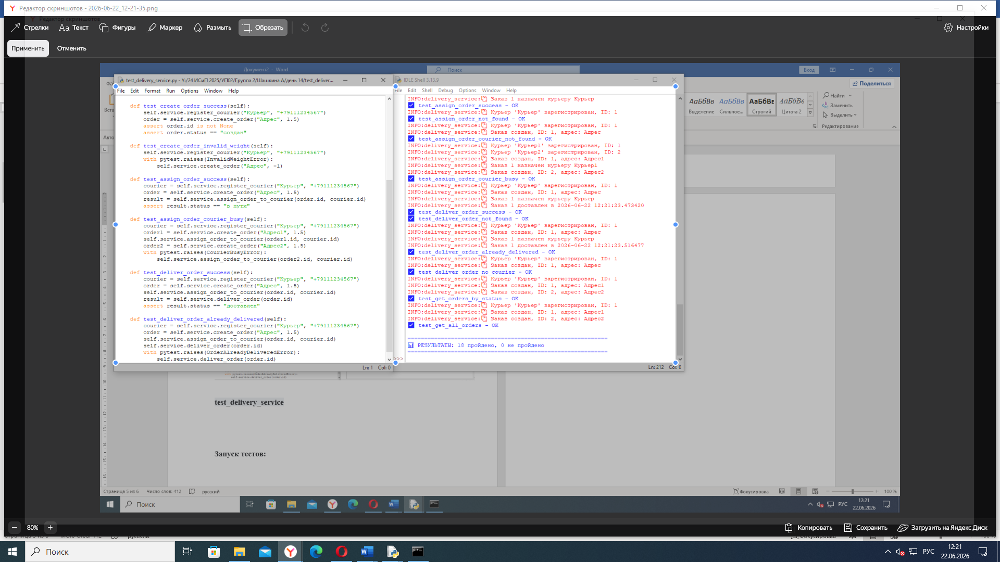 Редактор скриншотов - 2026-06-22_12-21-35.png
Редактор скриншотов
Стрелки
Текст
Фигуры
Маркер
Размыть
Обрезать
Настройки
Применить
Отменить
Документ2 - Word
Поиск
Вход
Поделиться
test_delivery_service.py - Y:/24 ИСиП 2025/УП02/Группа 2/Шашкина А/день 14/test_deliver...
File Edit Format Run Options Window Help
def test_create_order_success(self):
self.service.register_courier("Курьер", "+79111234567")
order = self.service.create_order("Адрес", 1.5)
assert order.id is not None
assert order.status == "создан"
def test_create_order_invalid_weight(self):
self.service.register_courier("Курьер", "+79111234567")
with pytest.raises(InvalidWeightError):
self.service.create_order("Адрес", -1)
def test_assign_order_success(self):
courier = self.service.register_courier("Курьер", "+79111234567")
order = self.service.create_order("Адрес", 1.5)
result = self.service.assign_order_to_courier(order.id, courier.id)
assert result.status == "в пути"
def test_assign_order_courier_busy(self):
courier = self.service.register_courier("Курьер", "+79111234567")
order1 = self.service.create_order("Адрес1", 1.5)
self.service.assign_order_to_courier(order1.id, courier.id)
order2 = self.service.create_order("Адрес2", 1.5)
with pytest.raises(CourierBusyError):
self.service.assign_order_to_courier(order2.id, courier.id)
def test_deliver_order_success(self):
courier = self.service.register_courier("Курьер", "+79111234567")
order = self.service.create_order("Адрес", 1.5)
self.service.assign_order_to_courier(order.id, courier.id)
result = self.service.deliver_order(order.id)
assert result.status == "доставлен"
def test_deliver_order_already_delivered(self):
courier = self.service.register_courier("Курьер", "+79111234567")
order = self.service.create_order("Адрес", 1.5)
self.service.assign_order_to_courier(order.id, courier.id)
self.service.deliver_order(order.id)
with pytest.raises(OrderAlreadyDeliveredError):
self.service.deliver_order(order.id)
Ln: 1 Col: 0
IDLE Shell 3.13.9
File Edit Shell Debug Options Window Help
INFO:delivery_service: Заказ 1 назначен курьеру Курьер
test_assign_order_success - OK
INFO:delivery_service: Курьер 'Курьер' зарегистрирован, ID: 1
test_assign_order_not_found - OK
INFO:delivery_service: Курьер 'Курьер' зарегистрирован, ID: 1
INFO:delivery_service: Заказ создан, ID: 1, адрес: Адрес
test_assign_order_courier_not_found - OK
INFO:delivery_service: Курьер 'Курьер1' зарегистрирован, ID: 1
INFO:delivery_service: Курьер 'Курьер2' зарегистрирован, ID: 2
INFO:delivery_service: Заказ создан, ID: 1, адрес: Адрес1
INFO:delivery_service: Заказ 1 назначен курьеру Курьер1
INFO:delivery_service: Заказ создан, ID: 2, адрес: Адрес2
test_assign_order_courier_busy - OK
INFO:delivery_service: Курьер 'Курьер' зарегистрирован, ID: 1
INFO:delivery_service: Заказ создан, ID: 1, адрес: Адрес
INFO:delivery_service: Заказ 1 назначен курьеру Курьер
INFO:delivery_service: Заказ 1 доставлен в 2026-06-22 12:21:23.473420
test_deliver_order_success - OK
test_deliver_order_not_found - OK
INFO:delivery_service: Курьер 'Курьер' зарегистрирован, ID: 1
INFO:delivery_service: Заказ создан, ID: 1, адрес: Адрес
INFO:delivery_service: Заказ 1 назначен курьеру Курьер
INFO:delivery_service: Заказ 1 доставлен в 2026-06-22 12:21:23.516477
test_deliver_order_already_delivered - OK
INFO:delivery_service: Курьер 'Курьер' зарегистрирован, ID: 1
INFO:delivery_service: Заказ создан, ID: 1, адрес: Адрес
test_deliver_order_no_courier - OK
INFO:delivery_service: Курьер 'Курьер' зарегистрирован, ID: 1
INFO:delivery_service: Заказ создан, ID: 1, адрес: Адрес1
INFO:delivery_service: Заказ создан, ID: 2, адрес: Адрес2
test_get_orders_by_status - OK
INFO:delivery_service: Курьер 'Курьер' зарегистрирован, ID: 1
INFO:delivery_service: Заказ создан, ID: 1, адрес: Адрес1
INFO:delivery_service: Заказ создан, ID: 2, адрес: Адрес2
test_get_all_orders - OK
============================================================
РЕЗУЛЬТАТЫ: 18 пройдено, 0 не пройдено
============================================================
>>>
Ln: 212 Col: 0
АаБбВв АаБбВв АаБбВв АаБбВв
Выделение Сильное... Строгий Цитата 2
Найти
Заменить
Выделить
Редактирование
test_delivery_service
Запуск тестов:
Страница 5 из 6 Число слов: 412 русский
Фокусировка
100 %
Поиск
РУС
12:21
22.06.2026
80%
Копировать
Сохранить
Загрузить на Яндекс Диск
Поиск
РУС
12:21
22.06.2026